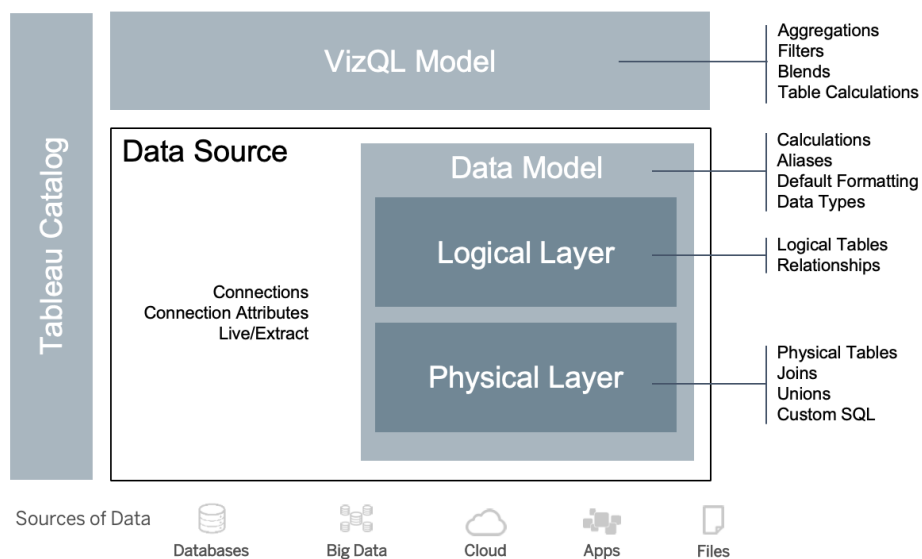 Tableau Catalog
VizQL Model
Aggregations
Filters
Blends
Table Calculations
Data Source
Connections
Connection Attributes
Live/Extract
Data Model
Calculations
Aliases
Default Formatting
Data Types
Logical Layer
Logical Tables
Relationships
Physical Layer
Physical Tables
Joins
Unions
Custom SQL
Sources of Data
Databases
Big Data
Cloud
Apps
Files